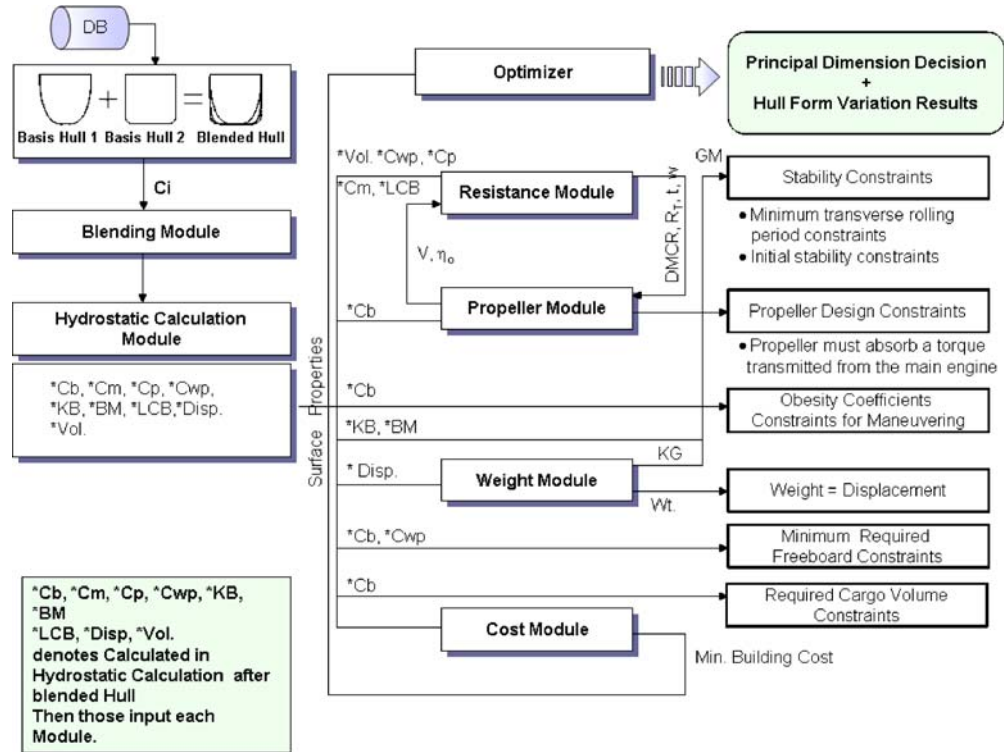 DB
Basis Hull 1 Basis Hull 2 Blended Hull
Ci
Blending Module
Hydrostatic Calculation
Module
*Cb, *Cm, *Cp, *Cwp,
*KB, *BM, *LCB,*Disp.
*Vol.
*Cb, *Cm, *Cp, *Cwp, *KB,
*BM
*LCB, *Disp, *Vol.
denotes Calculated in
Hydrostatic Calculation after
blended Hull
Then those input each
Module.
Surface Properties
Optimizer
Principal Dimension Decision
+
Hull Form Variation Results
*Vol. *Cwp, *Cp
*Cm, *LCB
Resistance Module
V, ηo
DMCR, RT, t, w
GM
Stability Constraints
• Minimum transverse rolling
period constraints
• Initial stability constraints
*Cb
Propeller Module
Propeller Design Constraints
• Propeller must absorb a torque
transmitted from the main engine
*Cb
Obesity Coefficients
Constraints for Maneuvering
*KB, *BM
KG
* Disp.
Weight Module
Wt.
Weight = Displacement
*Cb, *Cwp
Minimum Required
Freeboard Constraints
*Cb
Required Cargo Volume
Constraints
Cost Module
Min. Building Cost